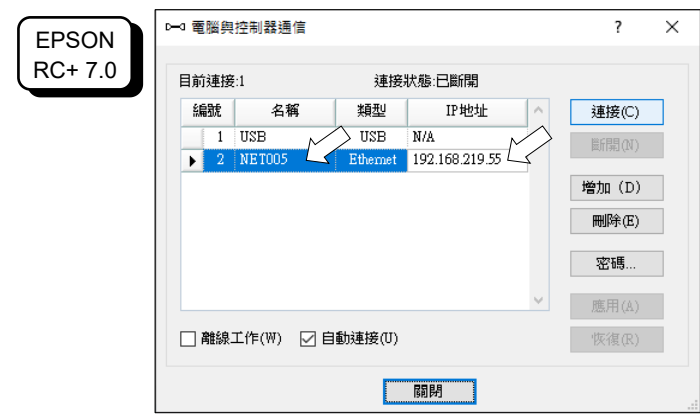 EPSON
RC+ 7.0
電腦與控制器通信
?
目前連接:1 連接狀態:已斷開
編號 名稱 類型 IP地址
1 USB USB N/A
2 NET005 Ethernet 192.168.219.55
連接(C)
斷開(N)
增加 (D)
刪除(E)
密碼...
應用(A)
恢復(R)
離線工作(W) 自動連接(U)
關閉